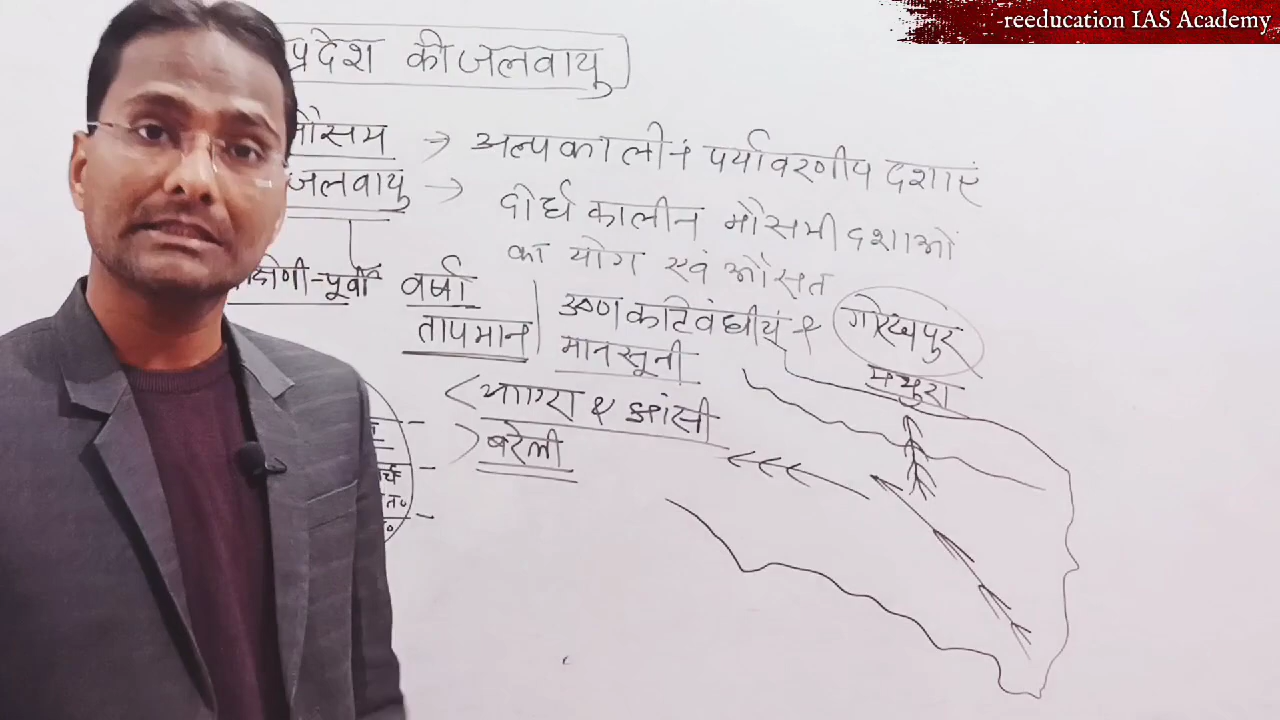 -reeducation IAS Academy
प्रदेश की जलवायु
मौसम → अल्पकालीन पर्यावरणीय दशाएं
जलवायु → दीर्घकालीन मौसमी दशाओं
का योग एवं औसत
पूर्वी वर्षा
तापमान
उष्णकटिबंधीय &
मानसूनी
गोरखपुर
मथुरा
आगरा & झांसी
बरेली